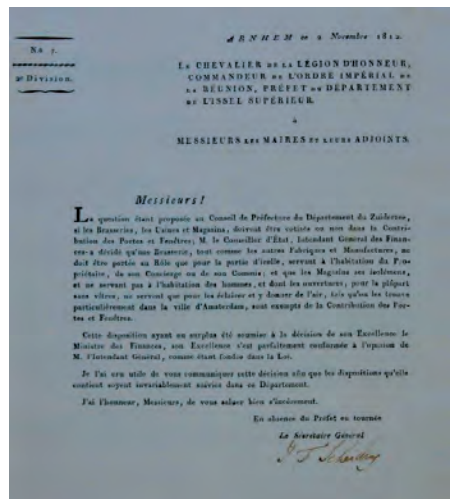 ARNHEM ce 2 Novembre 1812.
No 7.
2e Division.
LE CHEVALIER DE LA LÉGION D'HONNEUR,
COMMANDEUR DE L'ORDRE IMPÉRIAL DE
LA RÉUNION, PRÉFET DU DÉPARTEMENT
DE L'ISSEL SUPÉRIEUR.
à
MESSIEURS LES MAIRES ET LEURS ADJOINTS.
Messieurs!
La question étant proposée au Conseil de Préfecture du Département du Zuiderzee,
si les Brasseries, les Usines et Magasins, doivent être cotisés ou non dans la Contri-
bution des Portes et Fenêtres; M. le Conseiller d'État, Intendant Général des Finan-
ces a décidé qu'une Brasserie, tout comme les autres Fabriques et Manufactures, ne
doit être portée au Rôle que pour la partie d'icelle, servant à l'habitation du Pro-
priétaire, de son Concierge ou de son Commis; et que les Magasins
et ne servant pas à l'habitation des hommes, et dont les ouvertures, pour la plûpart
sans vitres, ne servent que pour les éclairer et y donner de l'air, tels qu'on les trouve
particulièrement dans la ville d'Amsterdam, sont exempts de la Contribution des Por-
tes et Fenêtres.
Cette disposition ayant au surplus été soumise à la décision de son Excellence le
Ministre des Finances, son Excellence s'est parfaitement conformée à l'opinion de
M. l'Intendant Général, comme étant fondée dans la Loi.
Je l'ai cru utile de vous communiquer cette décision afin que les dispositions qu'elle
contient soyent invariablement suivies dans ce Département.
J'ai l'honneur, Messieurs, de vous saluer bien sincèrement.
En absence du Préfet en tournée
Le Secrétaire Général